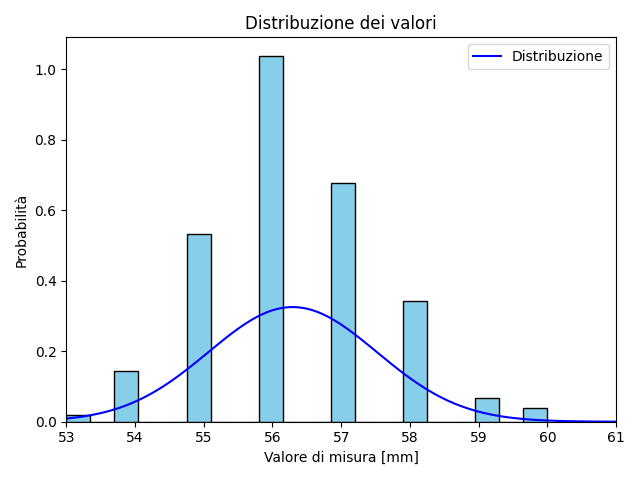 Distribuzione dei valori
Distribuzione
Probabilità
1.0
0.8
0.6
0.4
0.2
0.0
53 54 55 56 57 58 59 60 61
Valore di misura [mm]